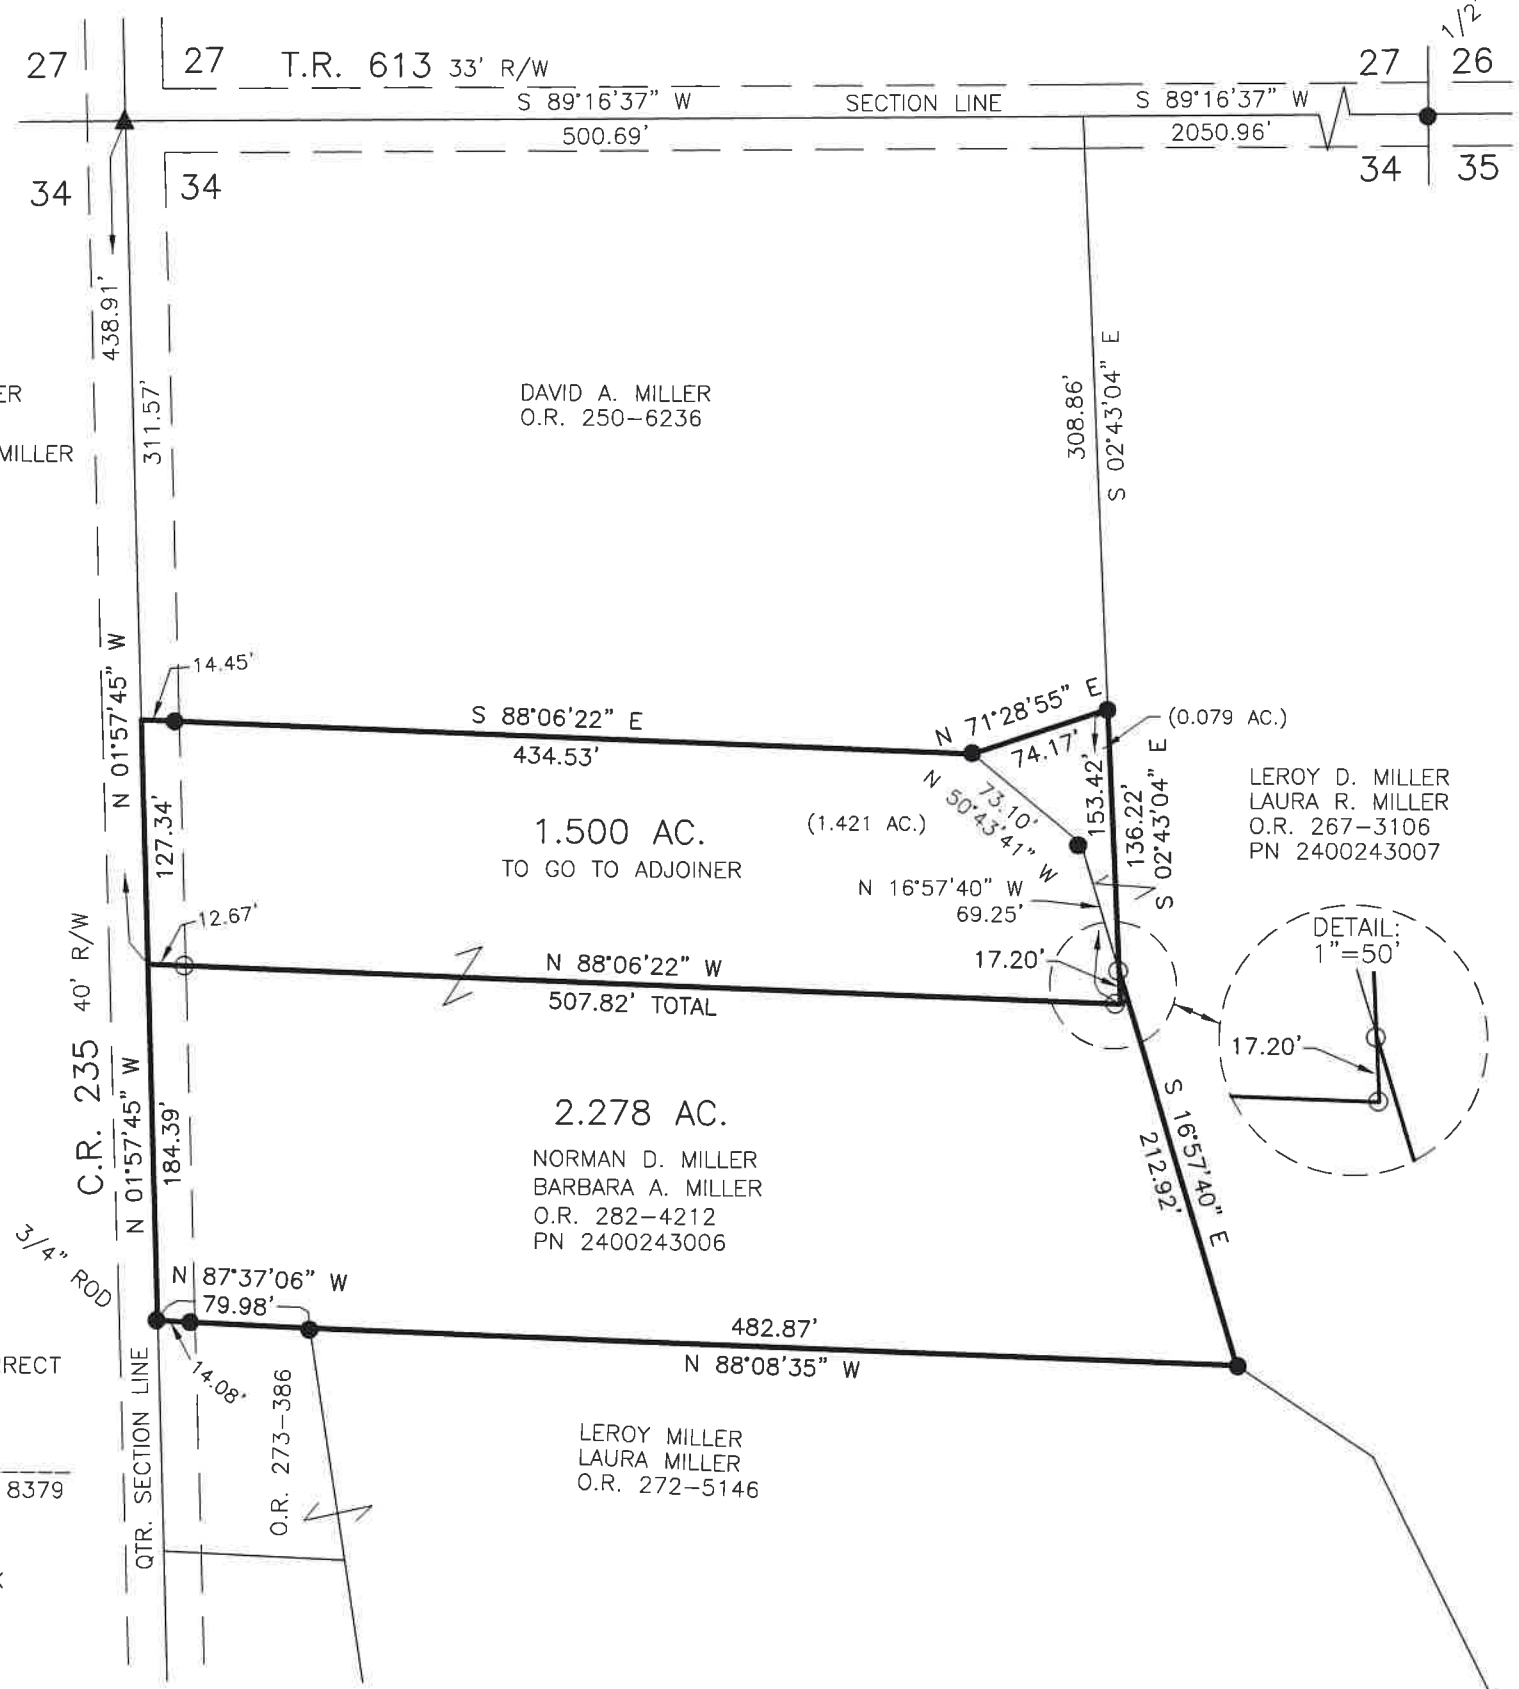 1/2"
27
27
T.R. 613 33' R/W
27
26
S 89°16'37" W
SECTION LINE
S 89°16'37" W
500.69'
2050.96'
34
34
34
35
438.91'
311.57'
308.86'
S 02°43'04" E
ER
MILLER
DAVID A. MILLER
O.R. 250-6236
N 01°57'45" W
14.45'
S 88°06'22" E
434.53'
N 71°28'55" E
74.17'
(0.079 AC.)
153.42'
136.22'
S 02°43'04" E
73.10'
N 50°43'41" W
LEROY D. MILLER
LAURA R. MILLER
O.R. 267-3106
PN 2400243007
127.34'
1.500 AC.
TO GO TO ADJOINER
(1.421 AC.)
N 16°57'40" W
69.25'
12.67'
C.R. 235 40' R/W
N 88°06'22" W
507.82' TOTAL
17.20'
DETAIL:
1"=50'
17.20'
N 01°57'45" W
184.39'
2.278 AC.
NORMAN D. MILLER
BARBARA A. MILLER
O.R. 282-4212
PN 2400243006
S 16°57'40" E
212.92'
3/4" ROD
N 87°37'06" W
79.98'
482.87'
N 88°08'35" W
14.08'
RRECT
QTR. SECTION LINE
O.R. 273-386
LEROY MILLER
LAURA MILLER
O.R. 272-5146
8379